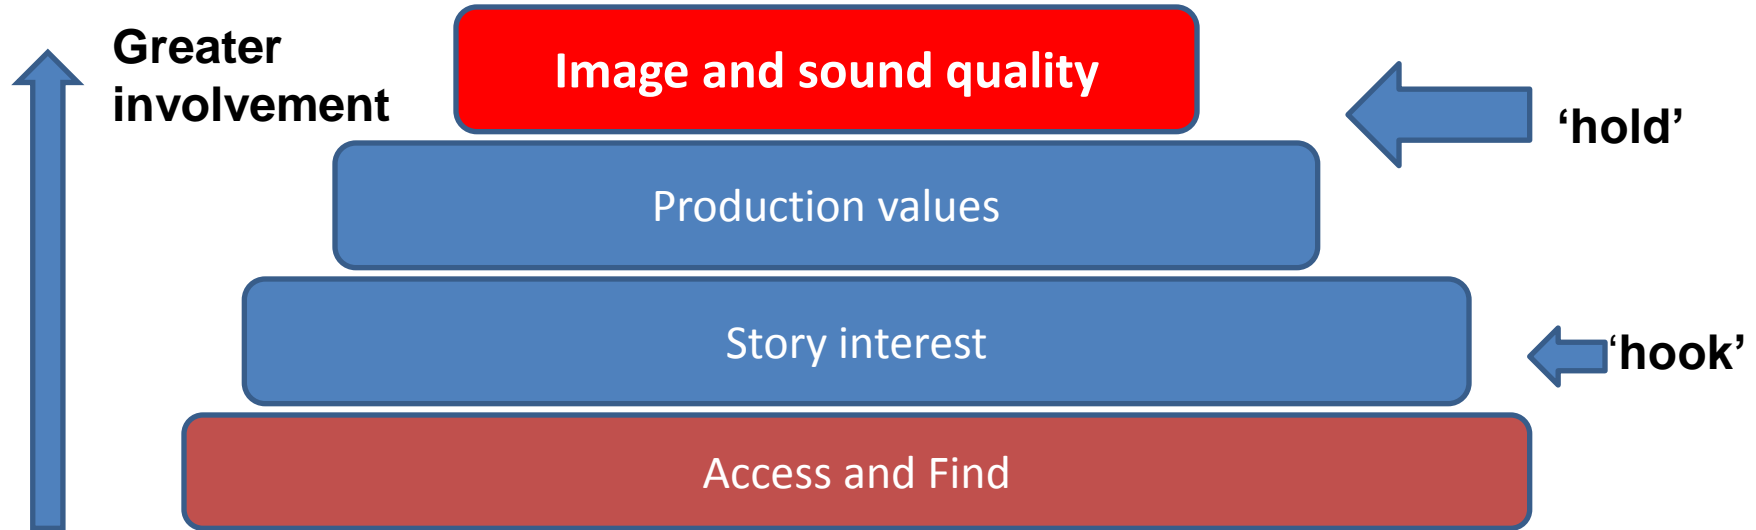 Greater
involvement
Image and sound quality
‘hold’
Production values
Story interest
‘hook’
Access and Find